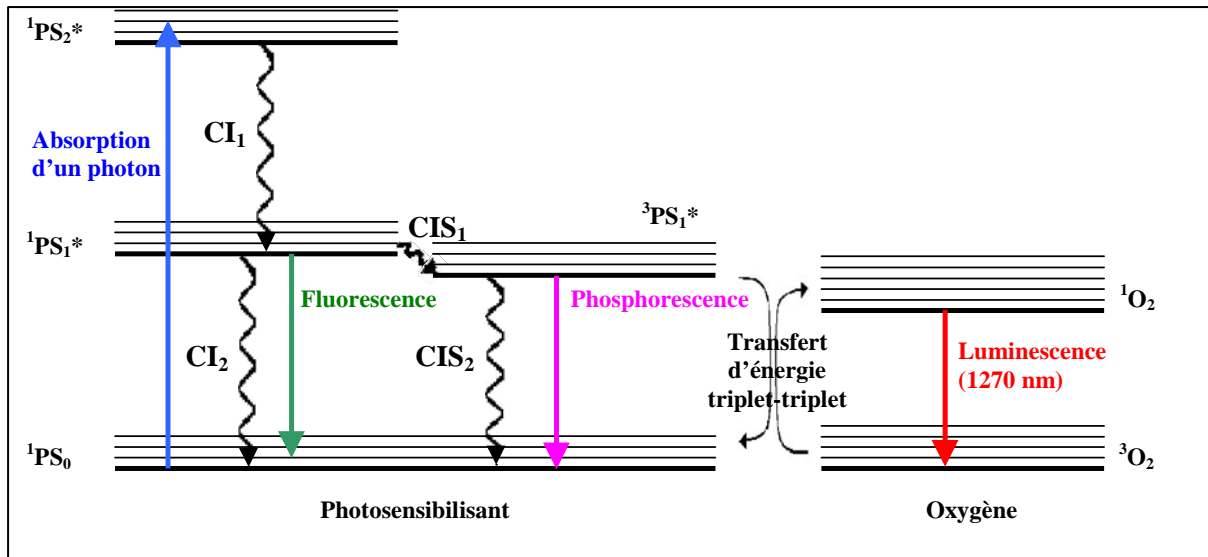 ¹PS₂*
Absorption
d'un photon
CI₁
¹PS₁*
CIS₁
³PS₁*
Fluorescence
Phosphorescence
¹O₂
CI₂
CIS₂
Transfert
d'énergie
triplet-triplet
Luminescence
(1270 nm)
¹PS₀
³O₂
Photosensibilisant
Oxygène